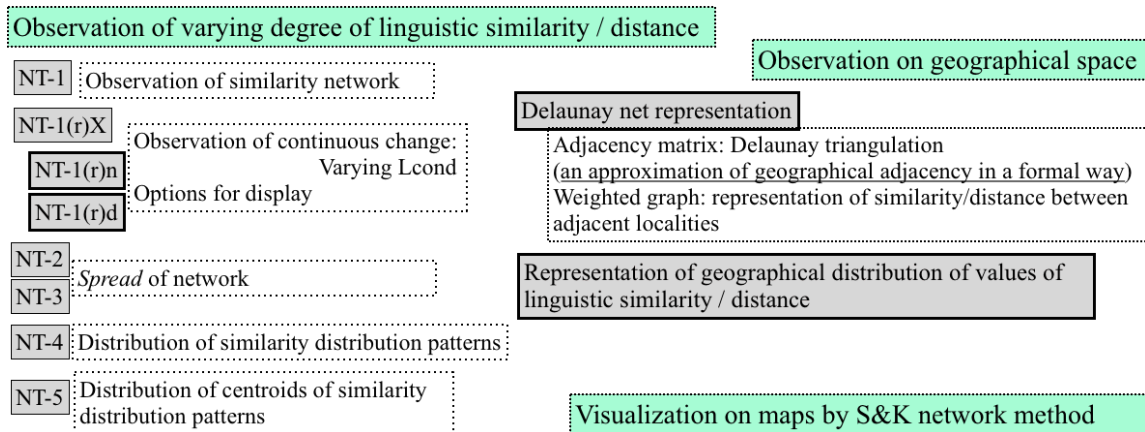 Observation of varying degree of linguistic similarity / distance
NT-1
Observation of similarity network
NT-1(r)X
Observation of continuous change:
Varying Lcond
NT-1(r)n
Options for display
NT-1(r)d
NT-2
Spread of network
NT-3
NT-4
Distribution of similarity distribution patterns
NT-5
Distribution of centroids of similarity
distribution patterns
Observation on geographical space
Delaunay net representation
Adjacency matrix: Delaunay triangulation
(an approximation of geographical adjacency in a formal way)
Weighted graph: representation of similarity/distance between
adjacent localities
Representation of geographical distribution of values of
linguistic similarity / distance
Visualization on maps by S&K network method